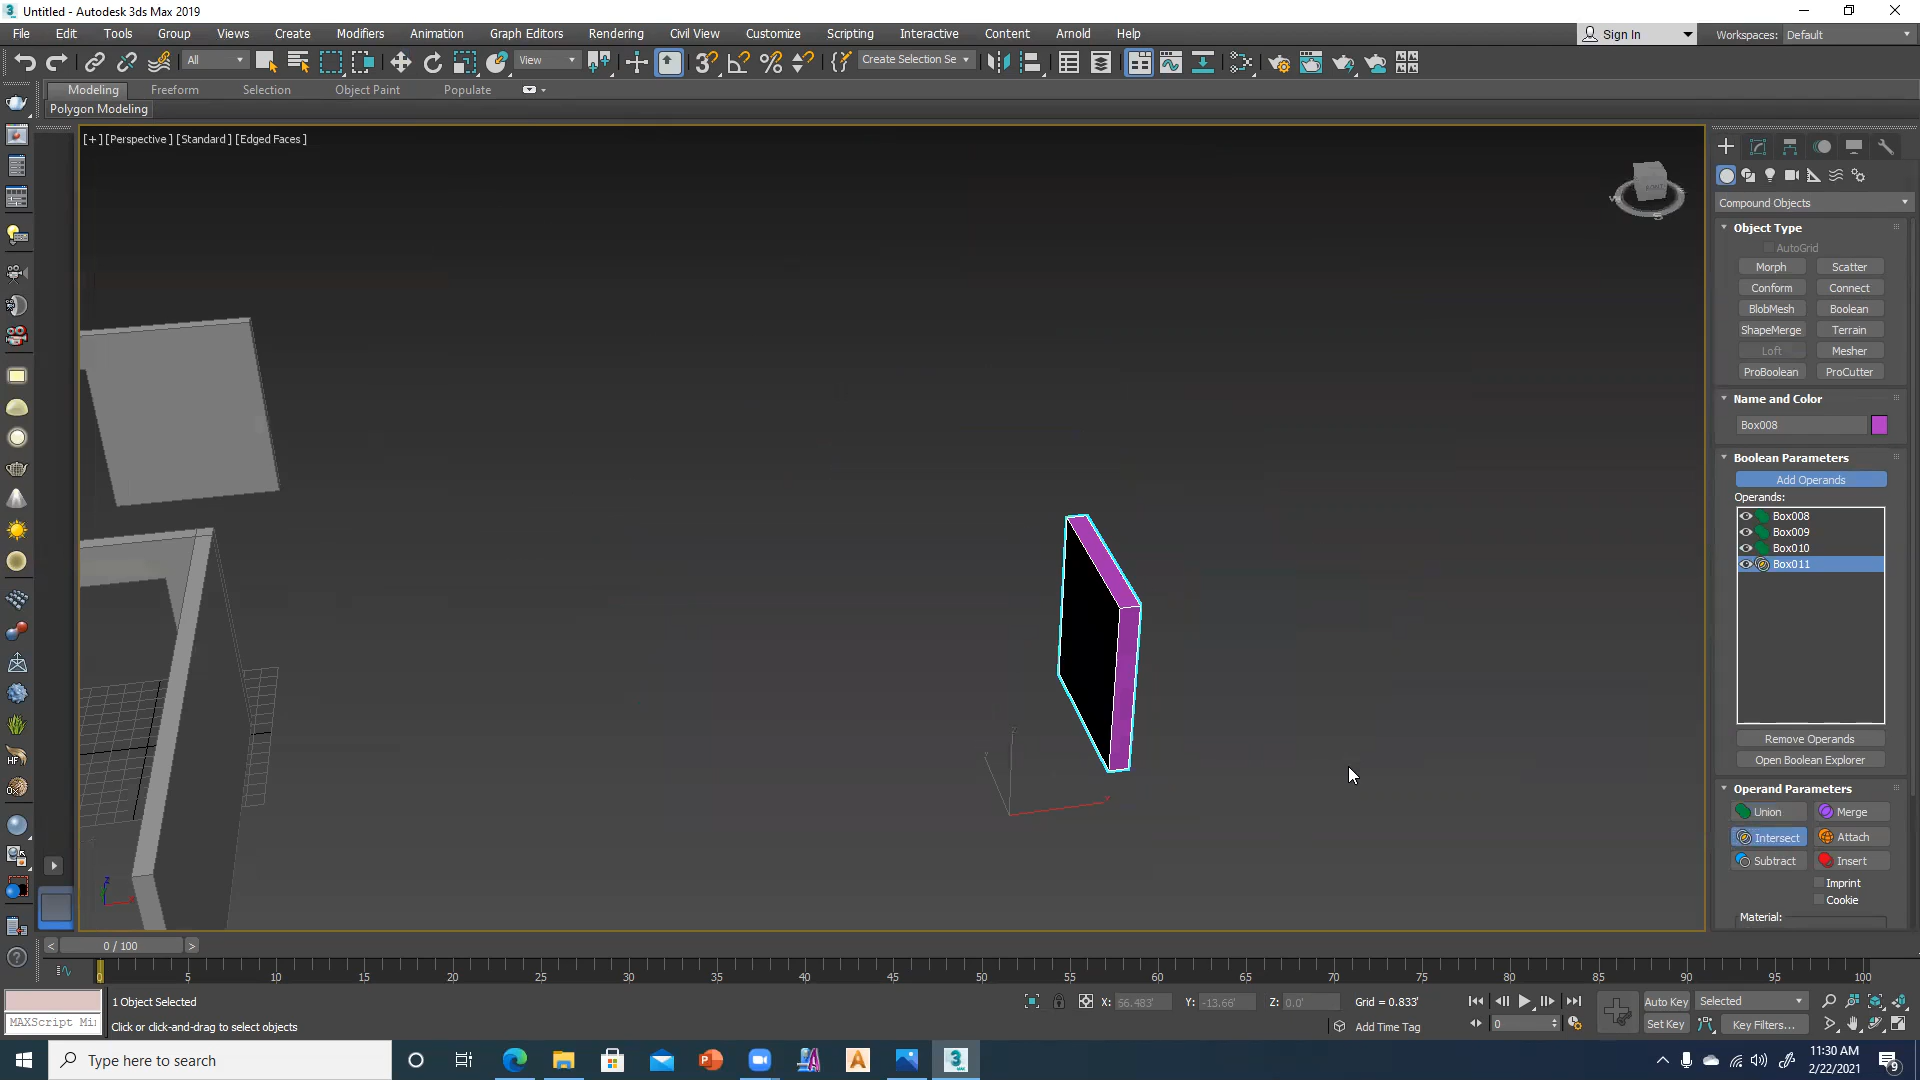 Untitled - Autodesk 3ds Max 2019
File Edit Tools Group Views Create Modifiers Animation Graph Editors Rendering Civil View Customize Scripting Interactive Content Arnold Help
Sign In Workspaces: Default
All View Create Selection Se
Modeling Freeform Selection Object Paint Populate
Polygon Modeling
[+] [Perspective] [Standard] [Edged Faces]
Compound Objects
Object Type
AutoGrid
Morph Scatter
Conform Connect
BlobMesh Boolean
ShapeMerge Terrain
Loft Mesher
ProBoolean ProCutter
Name and Color
Box008
Boolean Parameters
Add Operands
Operands:
Box008
Box009
Box010
Box011
Remove Operands
Open Boolean Explorer
Operand Parameters
Union Merge
Intersect Attach
Subtract Insert
Imprint
Cookie
Material:
< 0 / 100 >
0 5 10 15 20 25 30 35 40 45 50 55 60 65 70 75 80 85 90 95 100
1 Object Selected
X: 56.483' Y: -13.66' Z: 0.0' Grid = 0.833'
Auto Key Selected
MAXScript Mi
Click or click-and-drag to select objects
Add Time Tag
0
Set Key Key Filters...
Type here to search
11:30 AM
2/22/2021